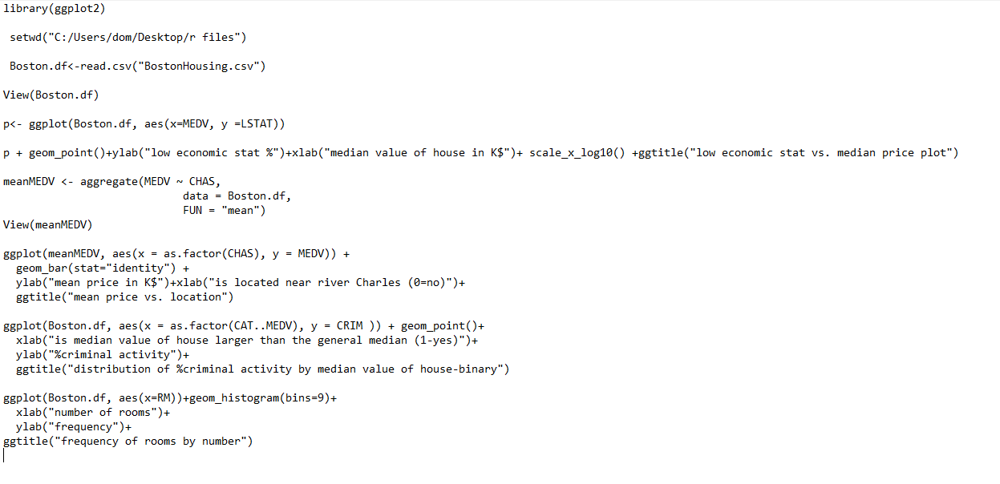 library(ggplot2)
setwd("C:/Users/dom/Desktop/r files")
Boston.df<-read.csv("BostonHousing.csv")
View(Boston.df)
p<- ggplot(Boston.df, aes(x=MEDV, y =LSTAT))
p + geom_point()+ylab("low economic stat %")+xlab("median value of house in K$")+ scale_x_log10() +ggtitle("low economic stat vs. median price plot")
meanMEDV <- aggregate(MEDV ~ CHAS,
data = Boston.df,
FUN = "mean")
View(meanMEDV)
ggplot(meanMEDV, aes(x = as.factor(CHAS), y = MEDV)) +
geom_bar(stat="identity") +
ylab("mean price in K$")+xlab("is located near river Charles (0=no)")+
ggtitle("mean price vs. location")
ggplot(Boston.df, aes(x = as.factor(CAT..MEDV), y = CRIM )) + geom_point()+
xlab("is median value of house larger than the general median (1-yes)")+
ylab("%criminal activity")+
ggtitle("distribution of %criminal activity by median value of house-binary")
ggplot(Boston.df, aes(x=RM))+geom_histogram(bins=9)+
xlab("number of rooms")+
ylab("frequency")+
ggtitle("frequency of rooms by number")